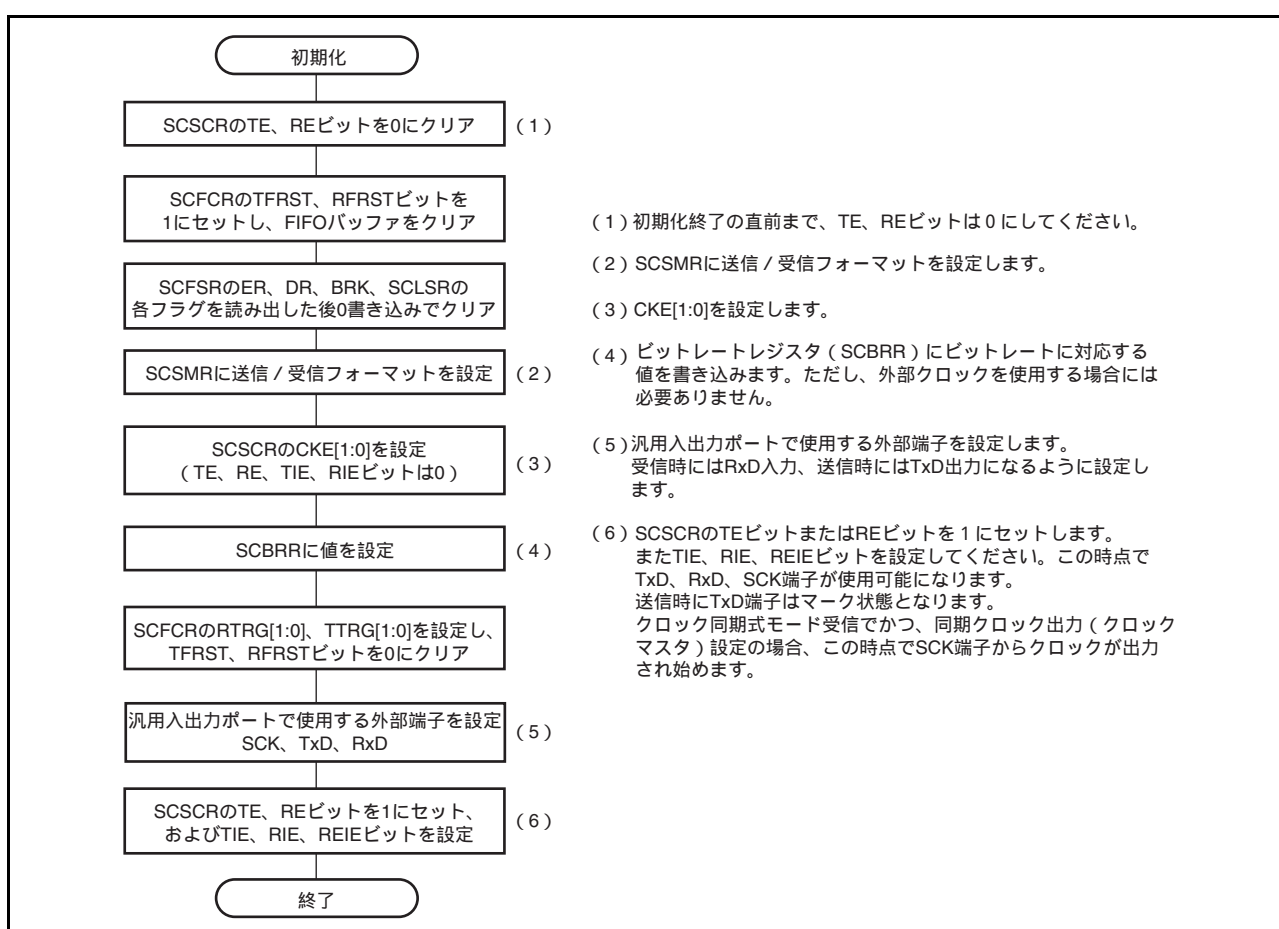 初期化
SCSCRのTE、REビットを0にクリア
(1)
SCFCRのTFRST、RFRSTビットを
1にセットし、FIFOバッファをクリア
SCFSRのER、DR、BRK、SCLSRの
各フラグを読み出した後0書き込みでクリア
SCSMRに送信/受信フォーマットを設定
(2)
SCSCRのCKE[1:0]を設定
(TE、RE、TIE、RIEビットは0)
(3)
SCBRRに値を設定
(4)
SCFCRのRTRG[1:0]、TTRG[1:0]を設定し、
TFRST、RFRSTビットを0にクリア
汎用入出力ポートで使用する外部端子を設定
SCK、TxD、RxD
(5)
SCSCRのTE、REビットを1にセット、
およびTIE、RIE、REIEビットを設定
(6)
終了
(1)初期化終了の直前まで、TE、REビットは0にしてください。
(2)SCSMRに送信/受信フォーマットを設定します。
(3)CKE[1:0]を設定します。
(4)ビットレートレジスタ(SCBRR)にビットレートに対応する
値を書き込みます。ただし、外部クロックを使用する場合には
必要ありません。
(5)汎用入出力ポートで使用する外部端子を設定します。
受信時にはRxD入力、送信時にはTxD出力になるように設定し
ます。
(6)SCSCRのTEビットまたはREビットを1にセットします。
またTIE、RIE、REIEビットを設定してください。この時点で
TxD、RxD、SCK端子が使用可能になります。
送信時にTxD端子はマーク状態となります。
クロック同期式モード受信でかつ、同期クロック出力(クロック
マスタ)設定の場合、この時点でSCK端子からクロックが出力
され始めます。